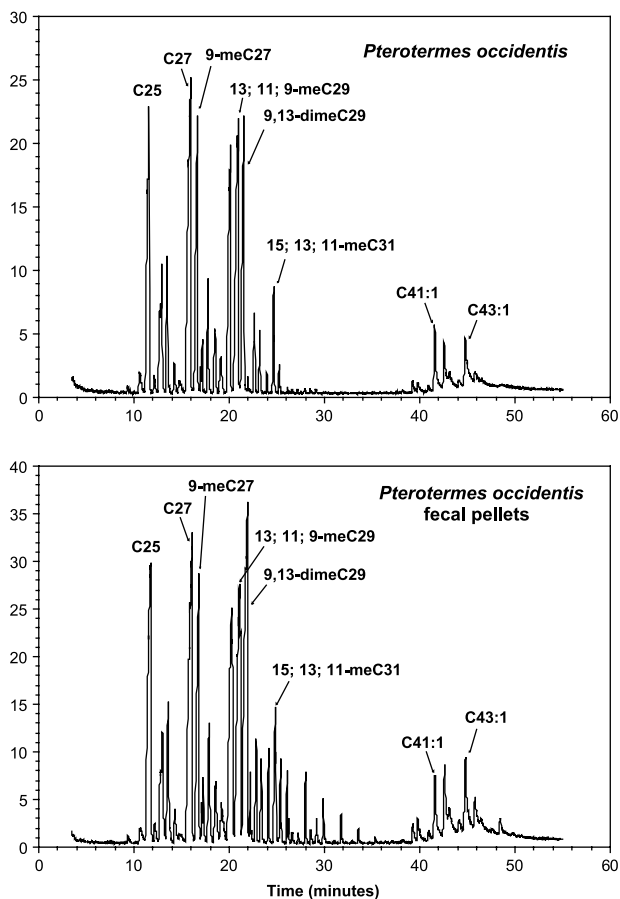 30
25
20
15
10
5
0
0 10 20 30 40 50 60
Pterotermes occidentis
C25
C27
9-meC27
13; 11; 9-meC29
9,13-dimeC29
15; 13; 11-meC31
C41:1
C43:1
40
35
30
25
20
15
10
5
0
0 10 20 30 40 50 60
Pterotermes occidentis
fecal pellets
C25
C27
9-meC27
13; 11; 9-meC29
9,13-dimeC29
15; 13; 11-meC31
C41:1
C43:1
Time (minutes)